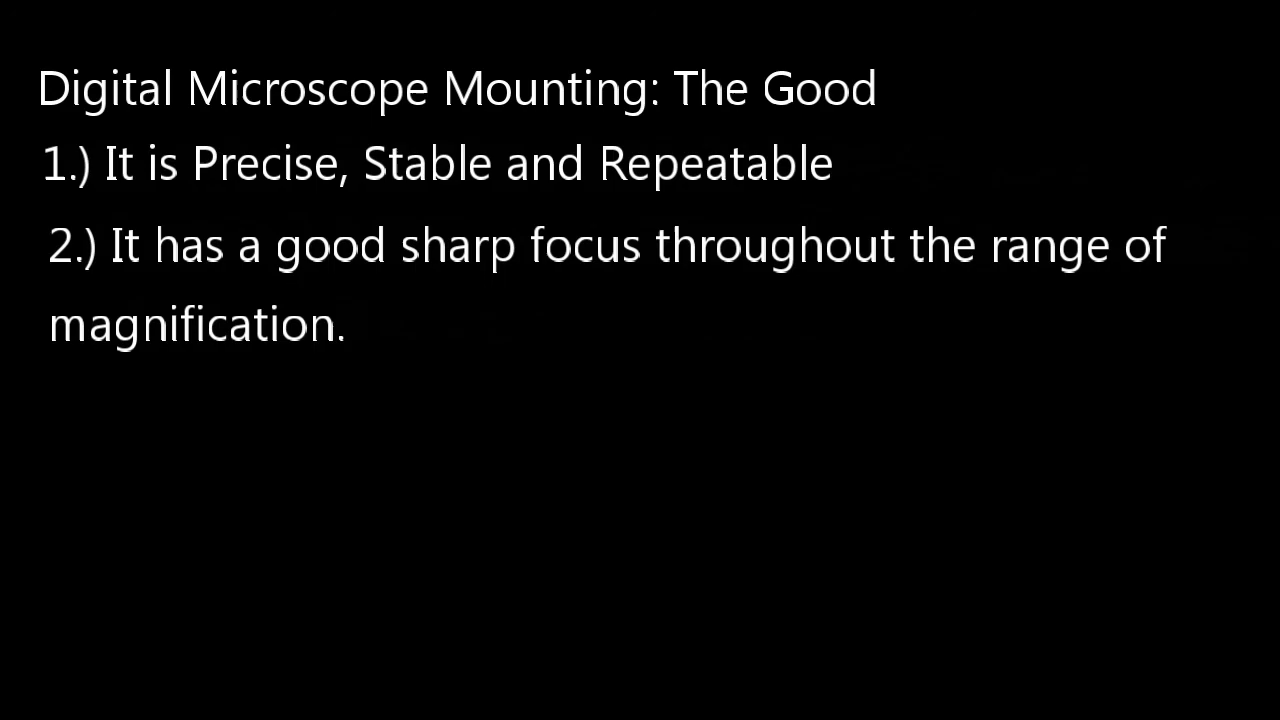 Digital Microscope Mounting: The Good
1.) It is Precise, Stable and Repeatable
2.) It has a good sharp focus throughout the range of
magnification.